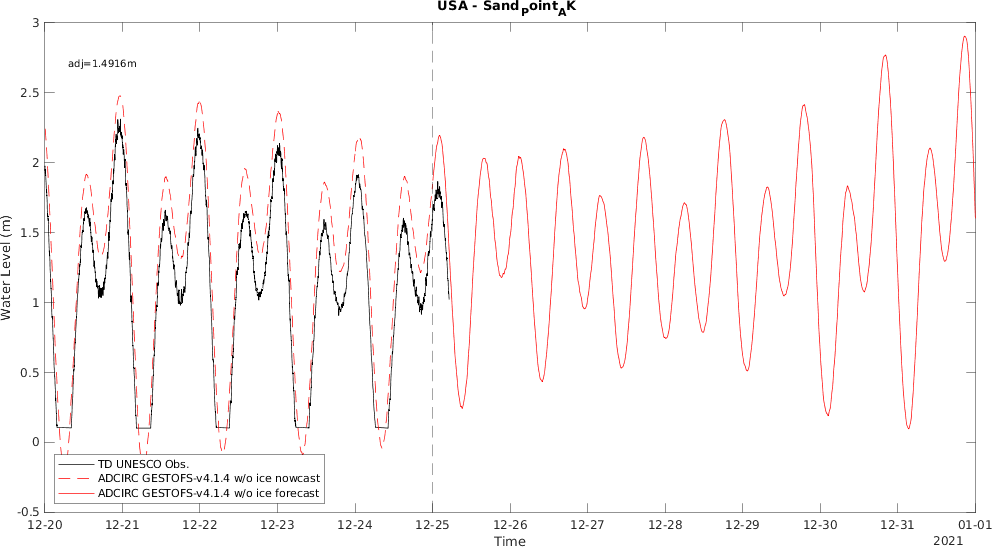 USA - Sand_Point_AK
3
adj=1.4916m
2.5
2
1.5
1
0.5
0
-0.5
Water Level (m)
TD UNESCO Obs.
ADCIRC GESTOFS-v4.1.4 w/o ice nowcast
ADCIRC GESTOFS-v4.1.4 w/o ice forecast
12-20 12-21 12-22 12-23 12-24 12-25 12-26 12-27 12-28 12-29 12-30 12-31 01-01
Time
2021